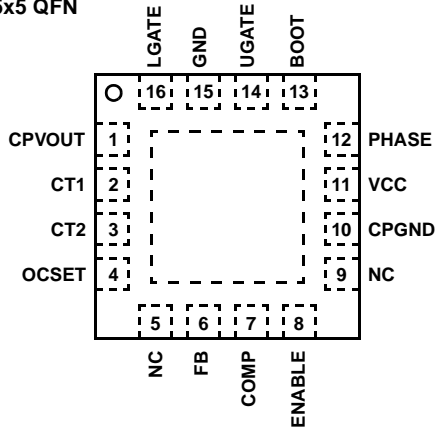 5x5 QFN
LGATE
GND
UGATE
BOOT
16
15
14
13
CPVOUT 1
12 PHASE
CT1 2
11 VCC
CT2 3
10 CPGND
OCSET 4
9 NC
5
6
7
8
NC
FB
COMP
ENABLE